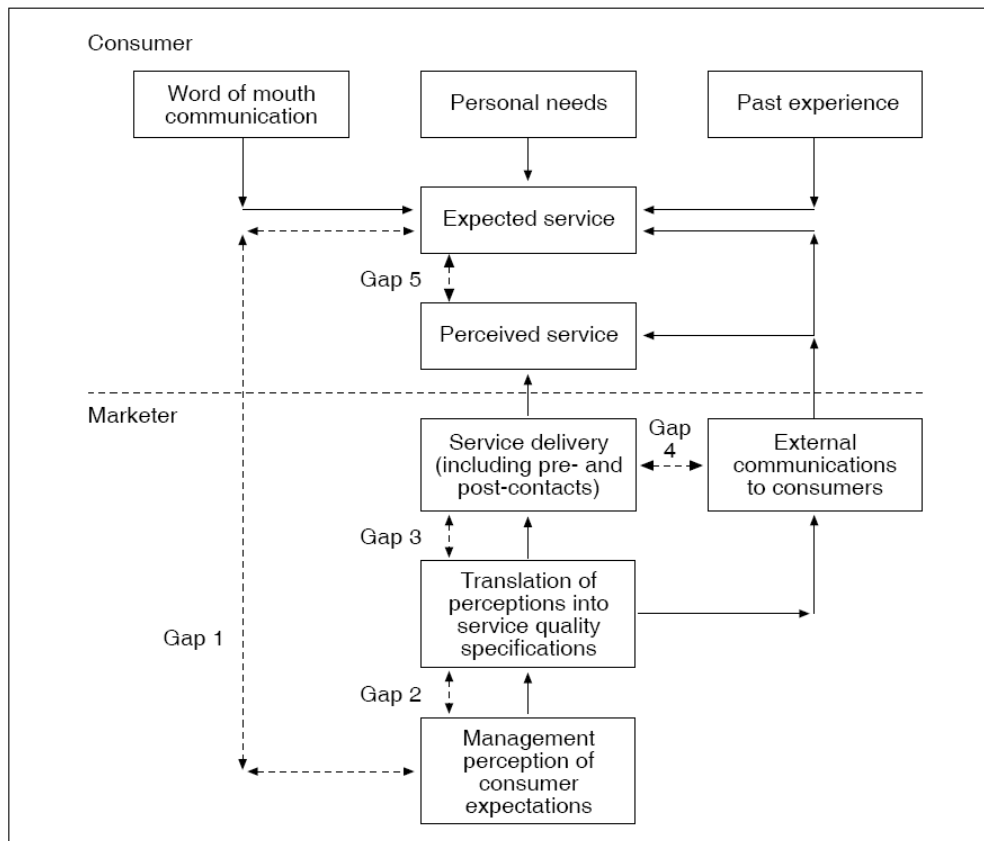 Consumer
Word of mouth
communication
Personal needs
Past experience
Expected service
Gap 5
Perceived service
Marketer
Service delivery
(including pre- and
post-contacts)
Gap
4
External
communications
to consumers
Gap 3
Translation of
perceptions into
service quality
specifications
Gap 1
Gap 2
Management
perception of
consumer
expectations